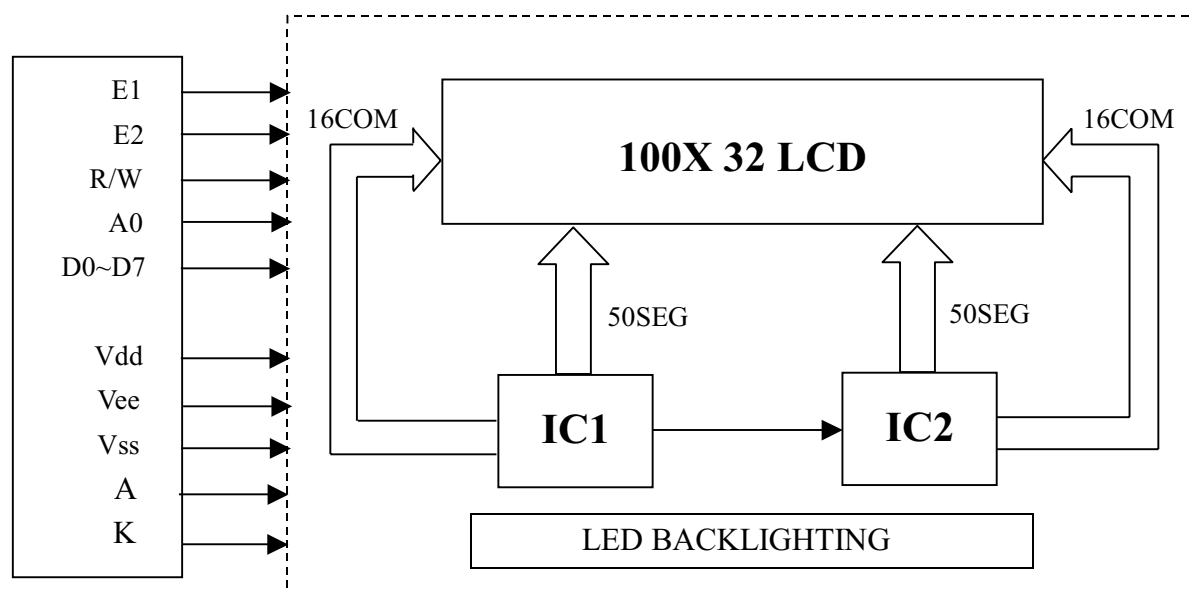 E1
E2
R/W
A0
D0~D7
Vdd
Vee
Vss
A
K
16COM
16COM
100X 32 LCD
50SEG
50SEG
IC1
IC2
LED BACKLIGHTING